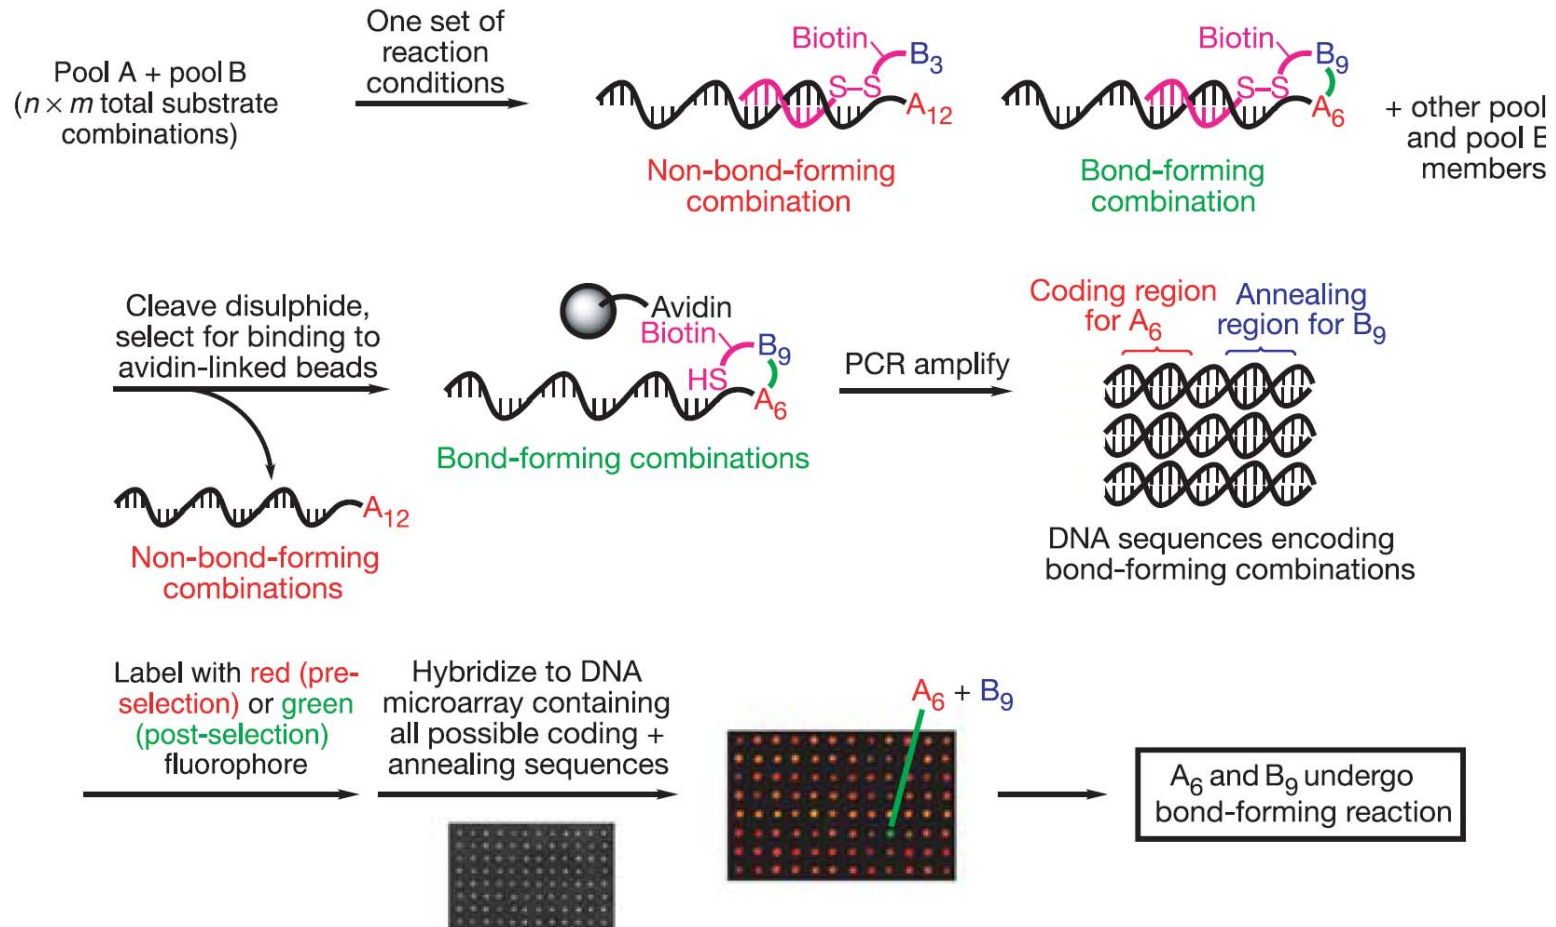 Pool A + pool B
(n × m total substrate
combinations)
One set of
reaction
conditions
Biotin
B3
S–S
A12
Non-bond-forming
combination
Biotin
B9
S–S
A6
Bond-forming
combination
+ other pool
and pool B
members
Cleave disulphide,
select for binding to
avidin-linked beads
A12
Non-bond-forming
combinations
Avidin
Biotin
B9
HS
A6
Bond-forming combinations
PCR amplify
Coding region
for A6
Annealing
region for B9
DNA sequences encoding
bond-forming combinations
Label with red (pre-
selection) or green
(post-selection)
fluorophore
Hybridize to DNA
microarray containing
all possible coding +
annealing sequences
A6 + B9
A6 and B9 undergo
bond-forming reaction